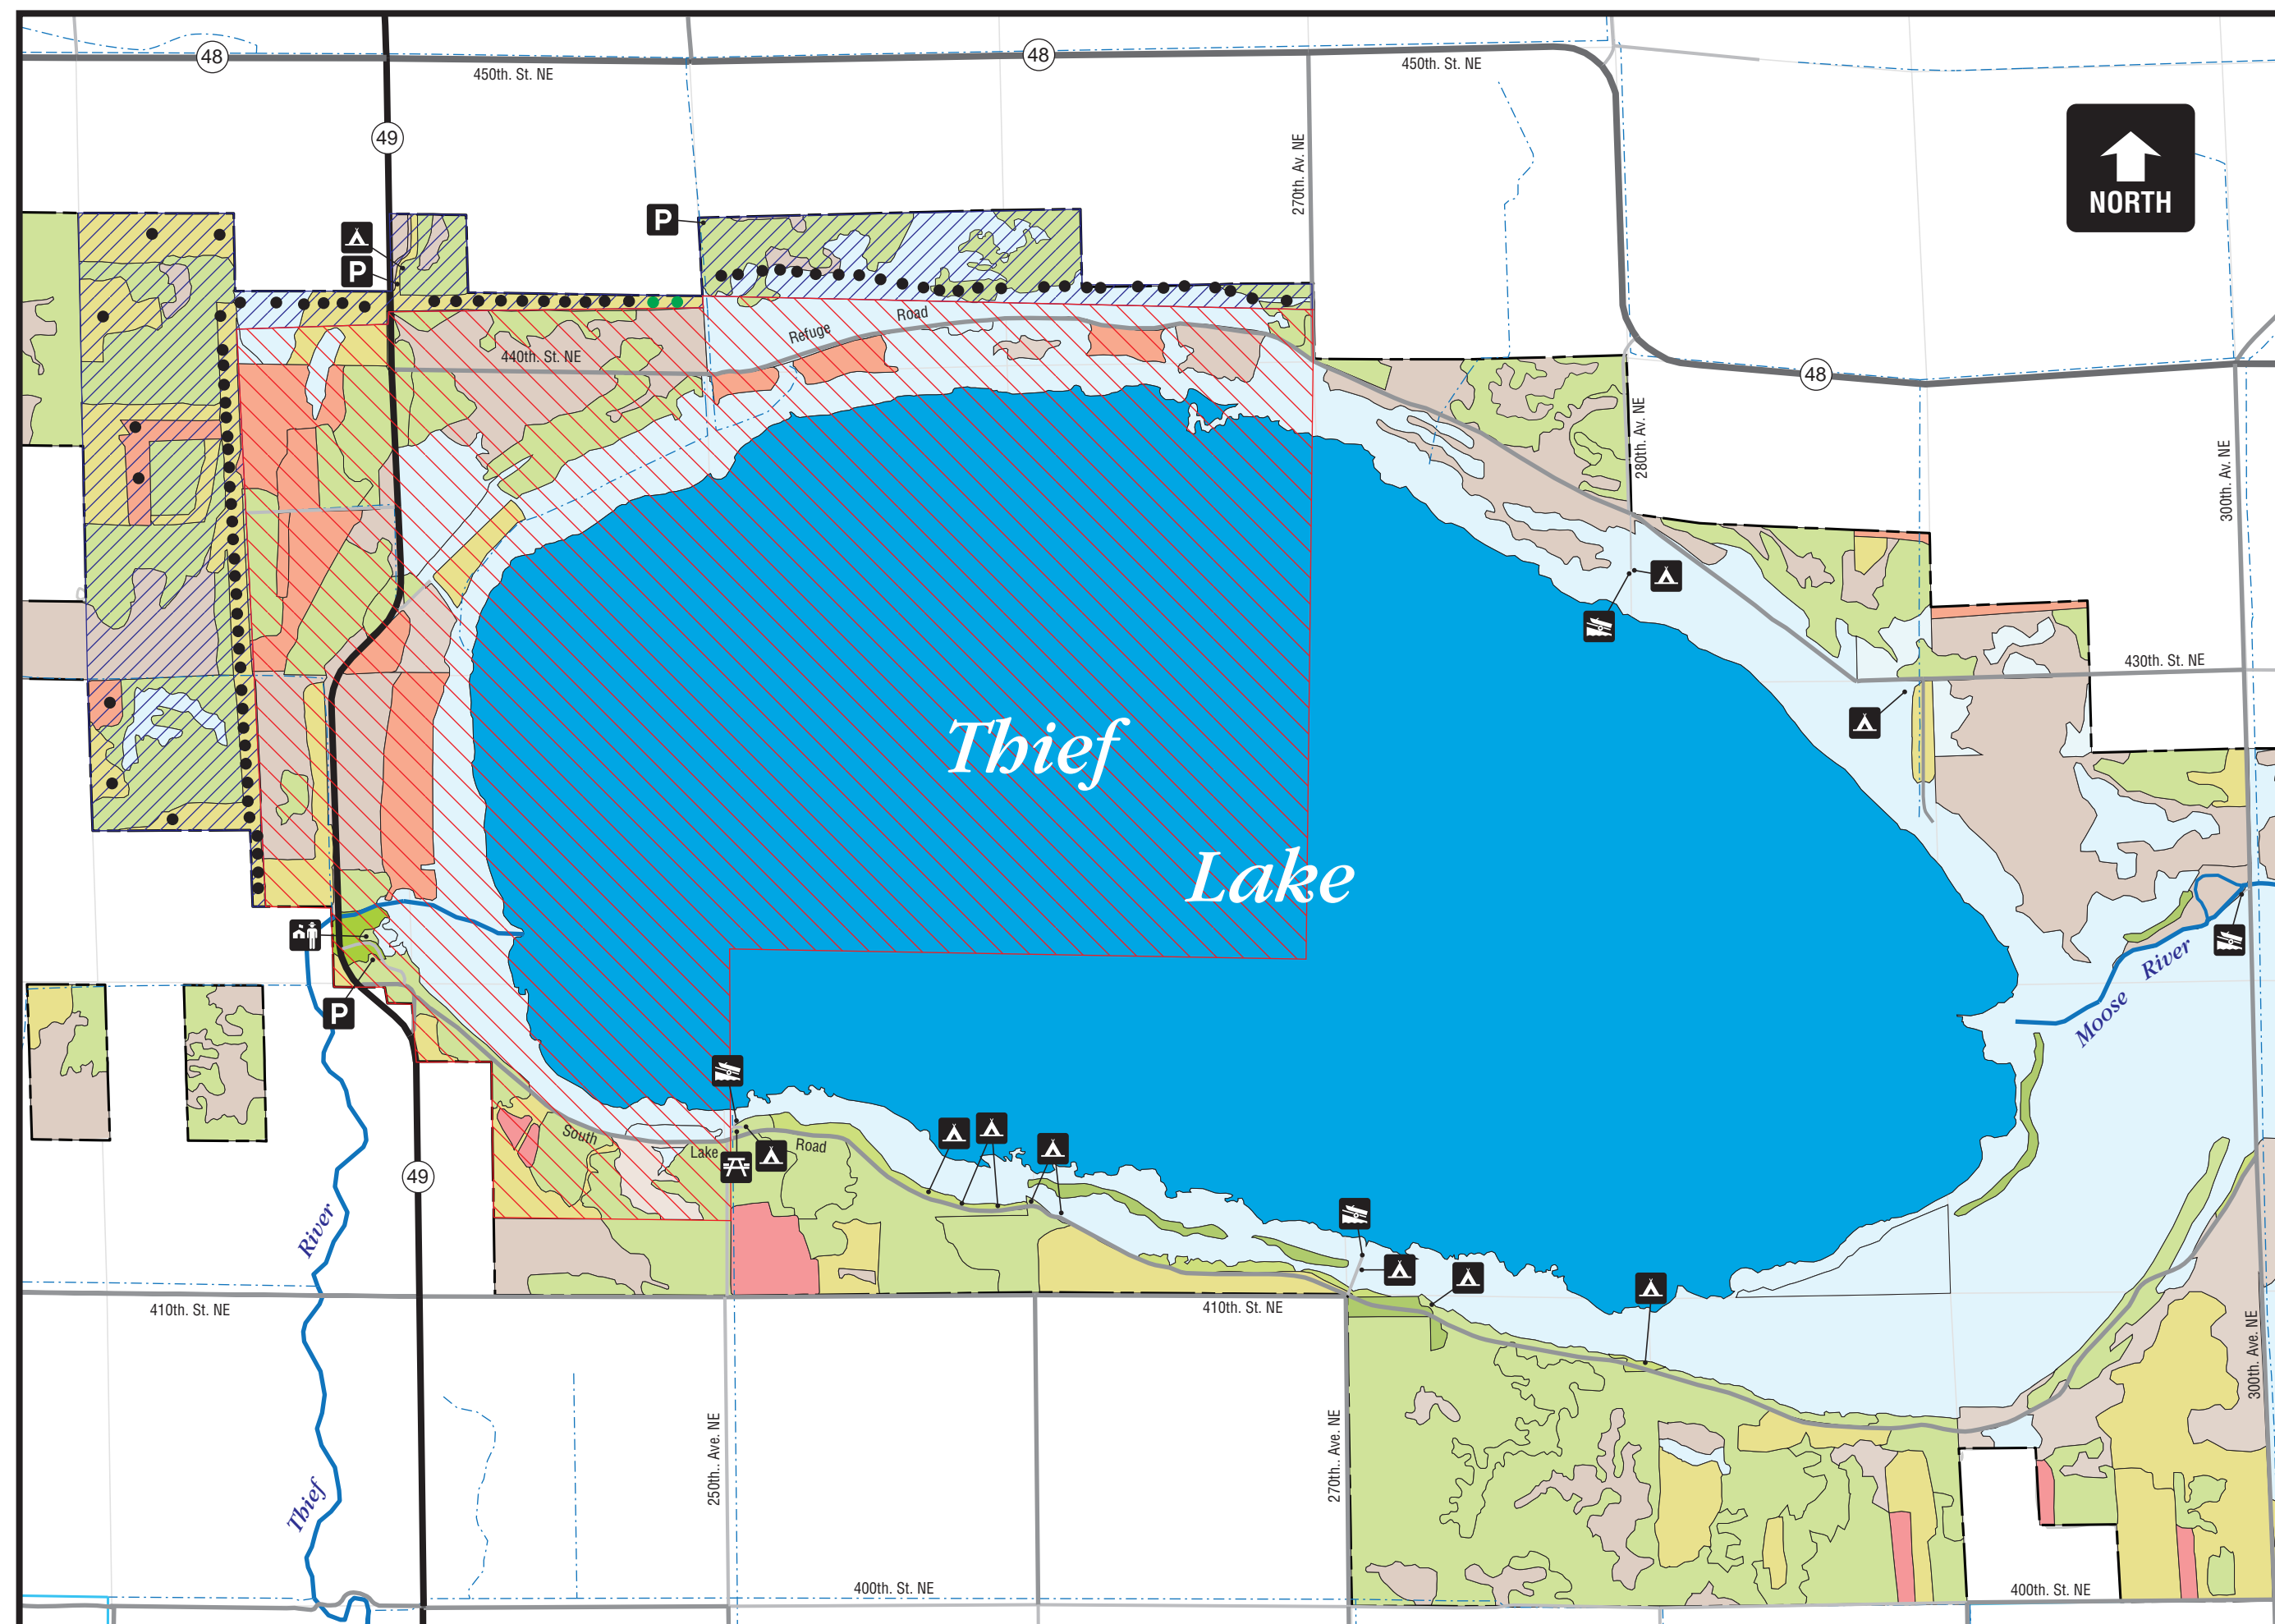 48
48
450th. St. NE
450th. St. NE
49
270th. Av. NE
NORTH
P
P
Refuge
Road
440th. St. NE
48
280th. Av. NE
300th. Av. NE
430th. St. NE
Thief
Lake
Moose
River
P
South
Lake
Road
49
River
410th. St. NE
410th. St. NE
300th. Ave. NE
250th.. Ave. NE
270th.. Ave. NE
Thief
400th. St. NE
400th. St. NE